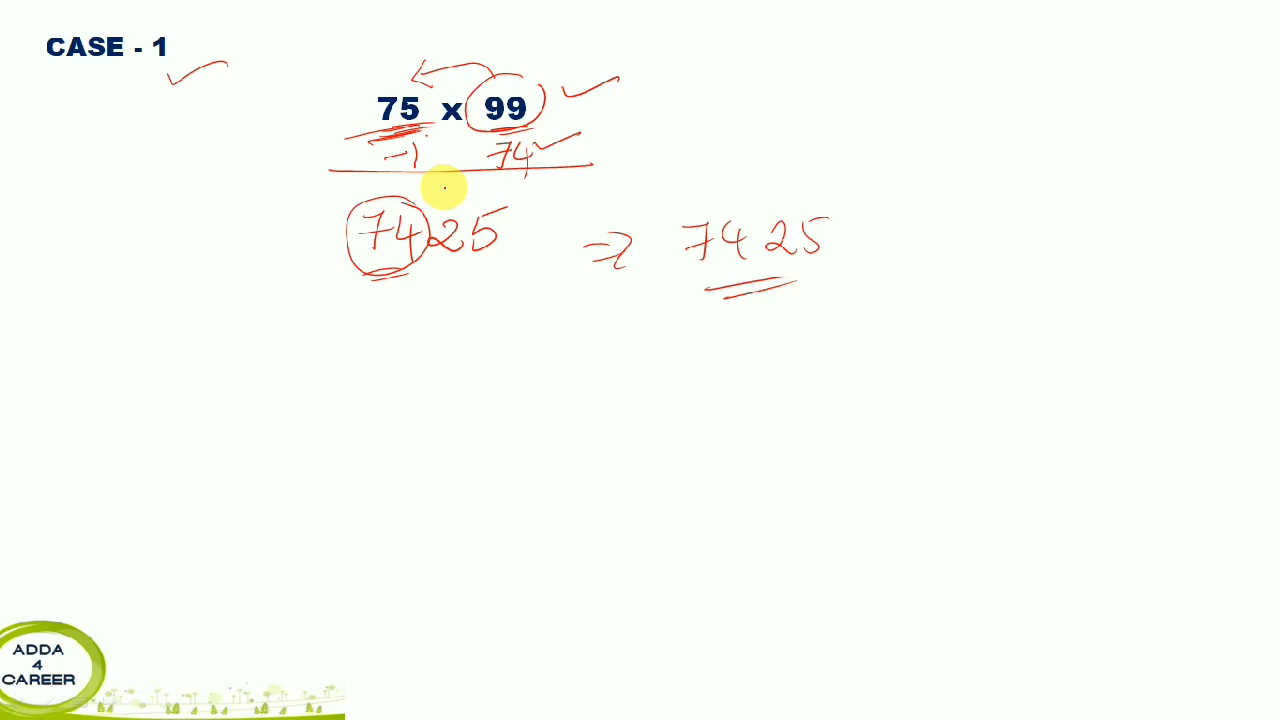 CASE - 1
75 x 99
-1 74
7425 ⇒ 7425
ADDA
4
CAREER